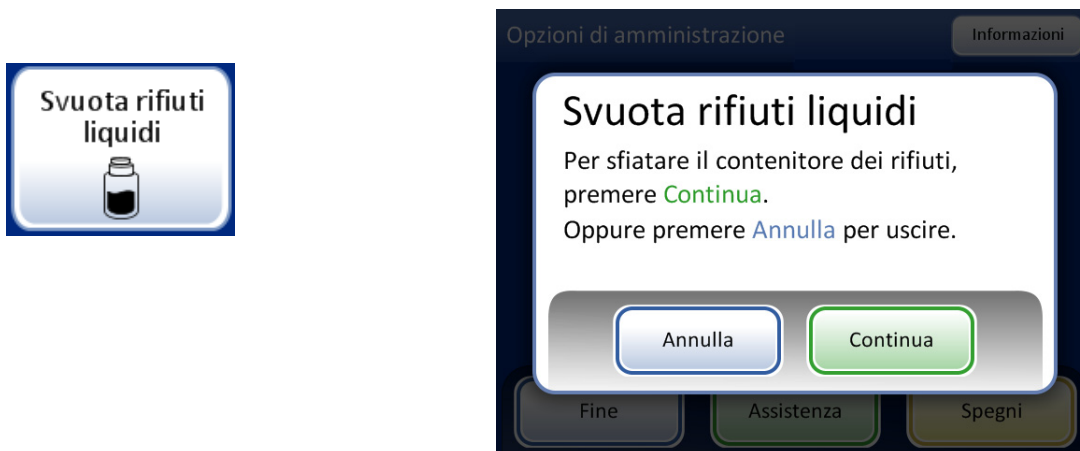 Svuota rifiuti
liquidi
Opzioni di amministrazione
Informazioni
Svuota rifiuti liquidi
Per sfiatare il contenitore dei rifiuti,
premere Continua.
Oppure premere Annulla per uscire.
Annulla
Continua
Fine
Assistenza
Spegni